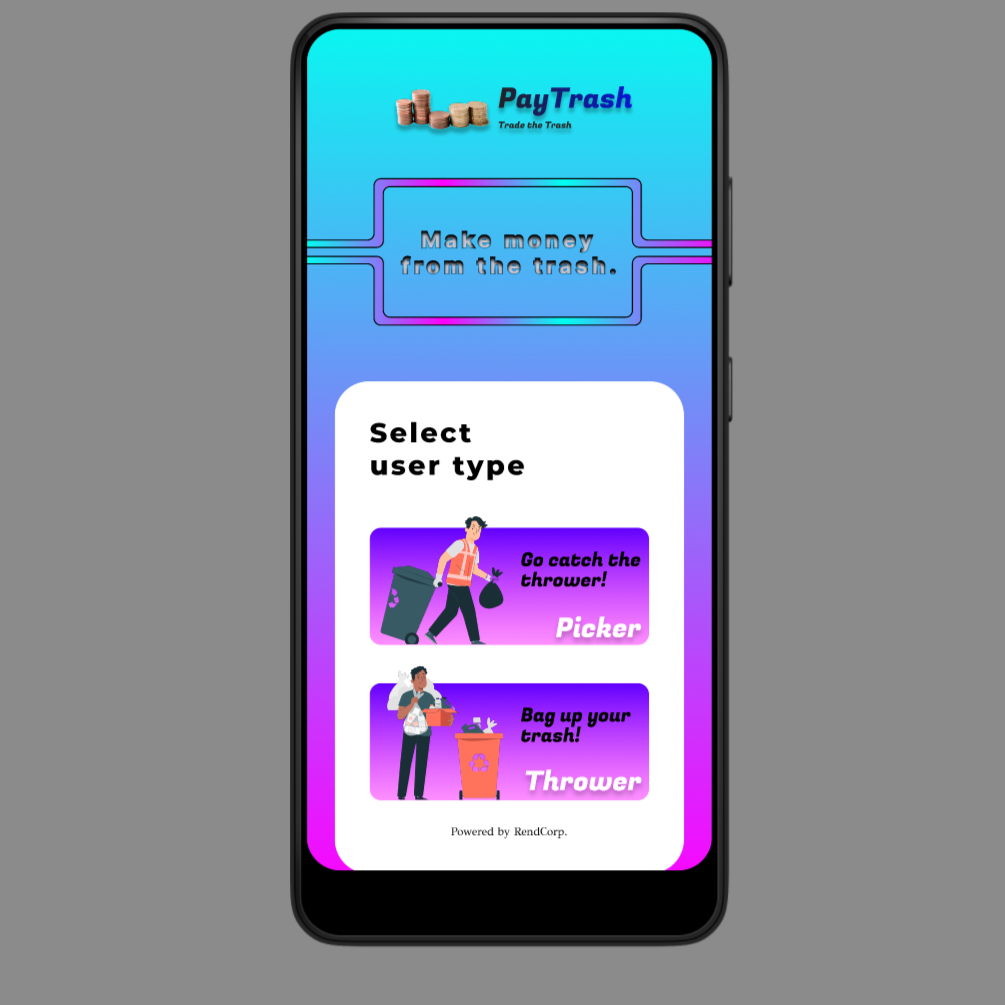 PayTrash
Trade the Trash
Make money
from the trash.
Select
user type
Go catch the
thrower!
Picker
Bag up your
trash!
Thrower
Powered by RendCorp.